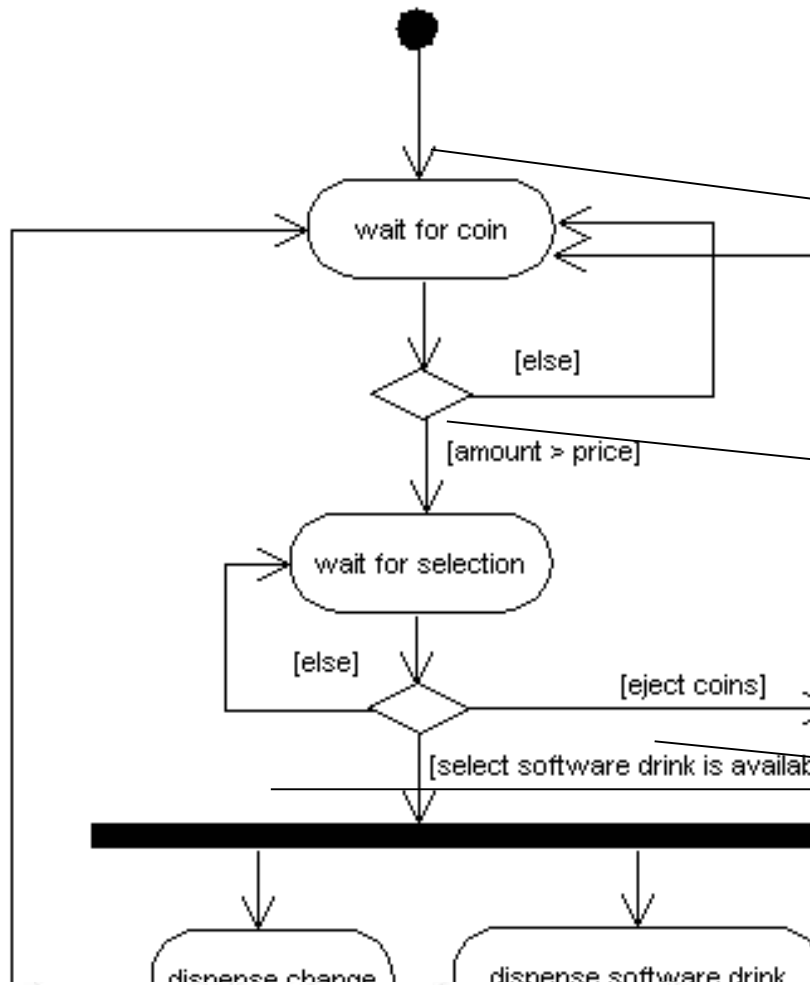 wait for coin
[else]
[amount > price]
wait for selection
[else]
[eject coins]
[select software drink is availab
dispense change
dispense software drink